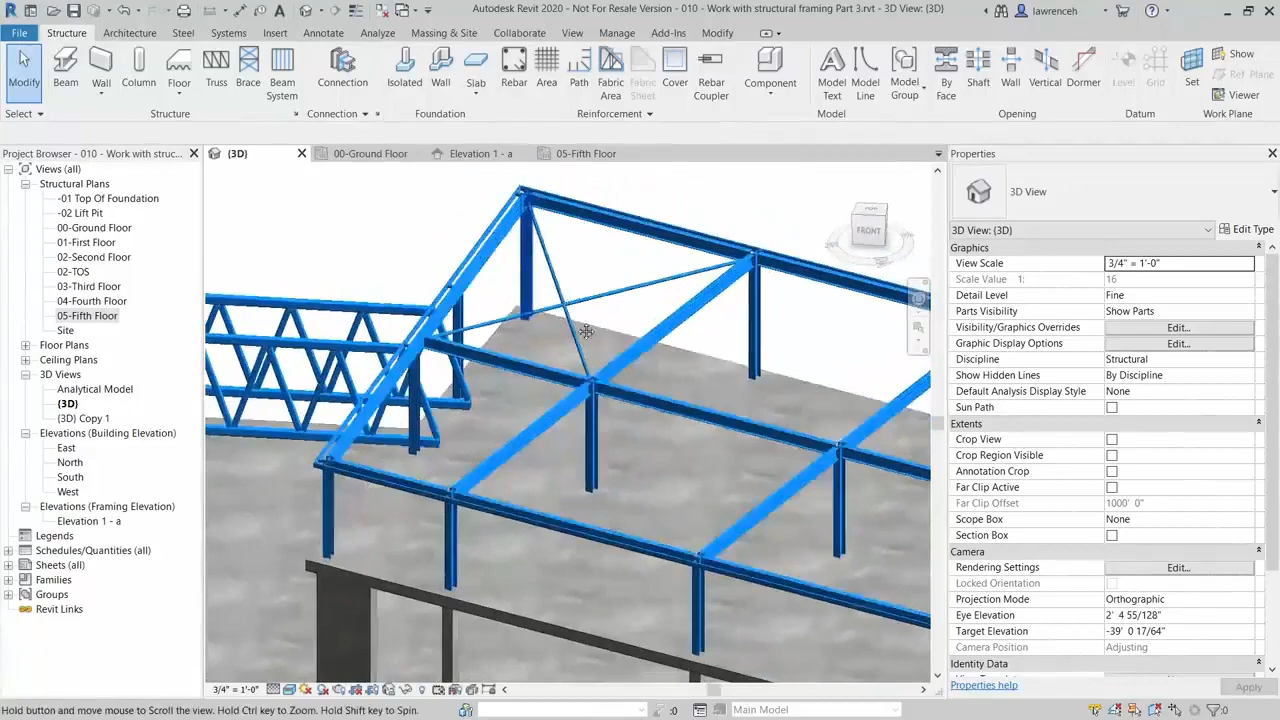 Autodesk Revit 2020 - Not For Resale Version - 010 - Work with structural framing Part 3.rvt - 3D View: {3D}
lawrenceh
File Structure Architecture Steel Systems Insert Annotate Analyze Massing & Site Collaborate View Manage Add-Ins Modify
Modify Beam Wall Column Floor Truss Brace Beam System Connection Isolated Wall Slab Rebar Area Path Fabric Area Fabric Sheet Cover Rebar Coupler Component Model Text Model Line Model Group By Face Shaft Wall Vertical Dormer Level Grid Set Show Ref Plane Viewer
Select Structure Connection Foundation Reinforcement Model Opening Datum Work Plane
Project Browser - 010 - Work with struc...
{3D} 00-Ground Floor Elevation 1 - a 05-Fifth Floor
Views (all)
Structural Plans
-01 Top Of Foundation
-02 Lift Pit
00-Ground Floor
01-First Floor
02-Second Floor
02-TOS
03-Third Floor
04-Fourth Floor
05-Fifth Floor
Site
Floor Plans
Ceiling Plans
3D Views
Analytical Model
{3D}
{3D} Copy 1
Elevations (Building Elevation)
East
North
South
West
Elevations (Framing Elevation)
Elevation 1 - a
Legends
Schedules/Quantities (all)
Sheets (all)
Families
Groups
Revit Links
FRONT
Properties
3D View
3D View: {3D} Edit Type
Graphics
View Scale 3/4" = 1'-0"
Scale Value 1: 16
Detail Level Fine
Parts Visibility Show Parts
Visibility/Graphics Overrides Edit...
Graphic Display Options Edit...
Discipline Structural
Show Hidden Lines By Discipline
Default Analysis Display Style None
Sun Path
Extents
Crop View
Crop Region Visible
Annotation Crop
Far Clip Active
Far Clip Offset 1000' 0"
Scope Box None
Section Box
Camera
Rendering Settings Edit...
Locked Orientation
Projection Mode Orthographic
Eye Elevation 2' 4 55/128"
Target Elevation -39' 0 17/64"
Camera Position Adjusting
Identity Data
Properties help Apply
3/4" = 1'-0"
Hold button and move mouse to Scroll the view. Hold Ctrl key to Zoom. Hold Shift key to Spin. :0 Main Model :0